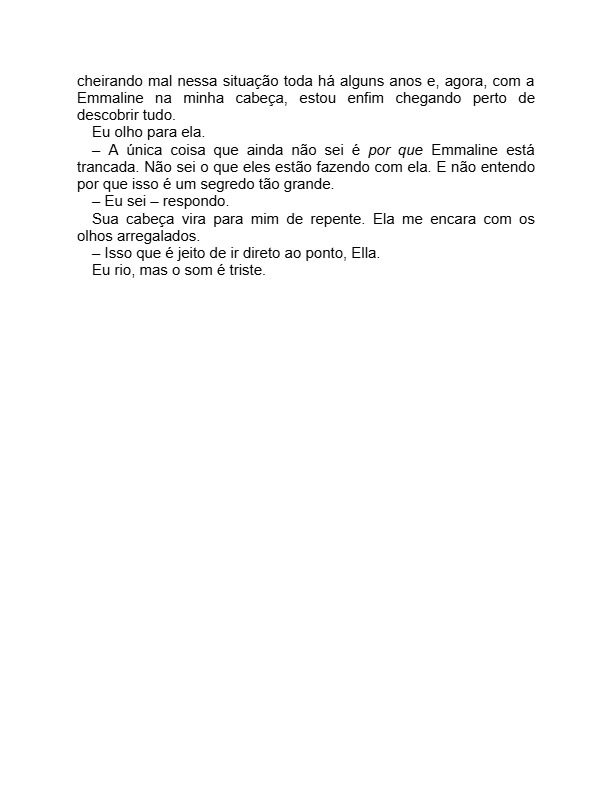 cheirando mal nessa situação toda há alguns anos e, agora, com a
Emmaline na minha cabeça, estou enfim chegando perto de
descobrir tudo.
Eu olho para ela.
– A única coisa que ainda não sei é por que Emmaline está
trancada. Não sei o que eles estão fazendo com ela. E não entendo
por que isso é um segredo tão grande.
– Eu sei – respondo.
Sua cabeça vira para mim de repente. Ela me encara com os
olhos arregalados.
– Isso que é jeito de ir direto ao ponto, Ella.
Eu rio, mas o som é triste.